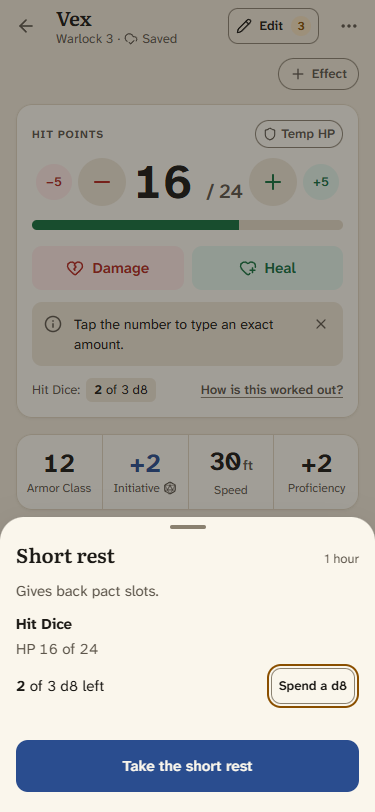 Vex
Warlock 3 · Saved
Edit 3
Effect
HIT POINTS
Temp HP
–5
16 / 24
+5
Damage
Heal
Tap the number to type an exact
amount.
Hit Dice: 2 of 3 d8
How is this worked out?
12
Armor Class
+2
Initiative
30 ft
Speed
+2
Proficiency
Short rest
1 hour
Gives back pact slots.
Hit Dice
HP 16 of 24
2 of 3 d8 left
Spend a d8
Take the short rest